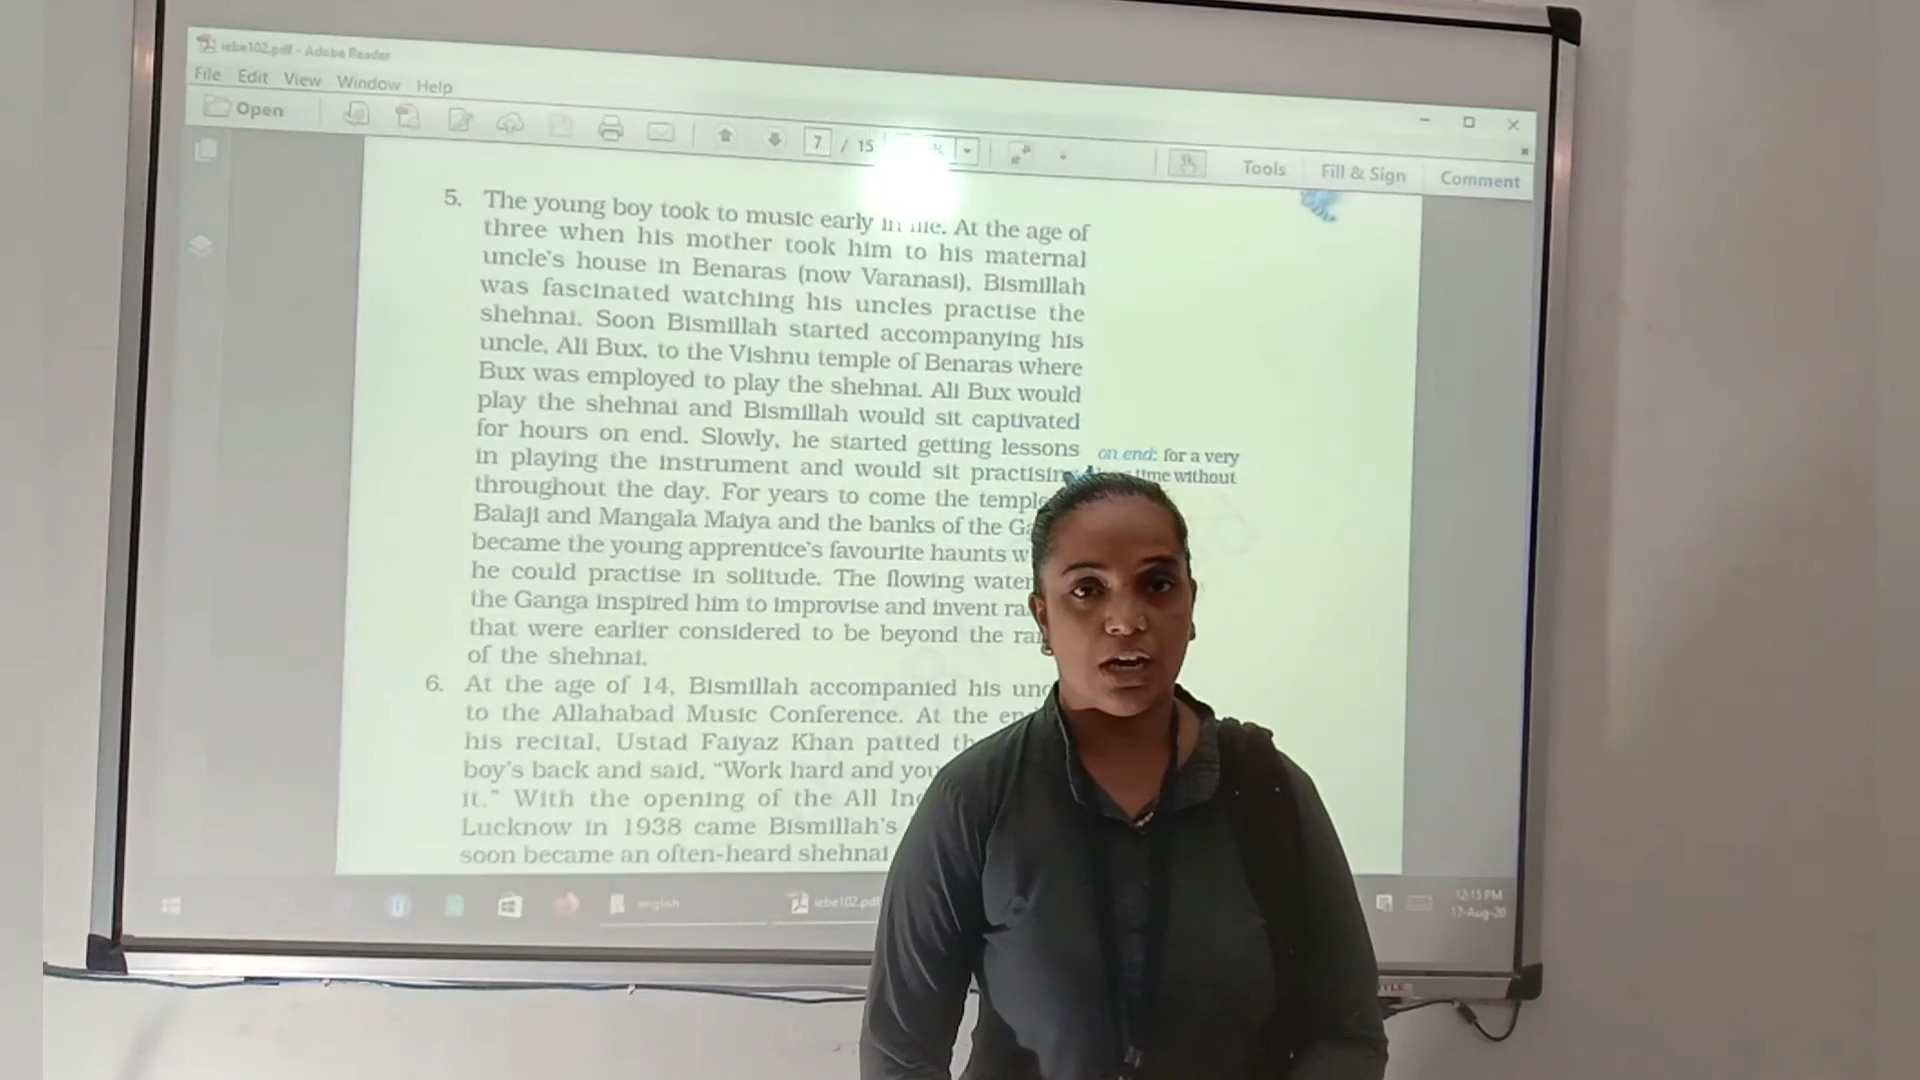 iebe102.pdf - Adobe Reader
File Edit View Window Help
Open 7 / 15 % Tools Fill & Sign Comment
5. The young boy took to music early in life. At the age of
three when his mother took him to his maternal
uncle's house in Benaras (now Varanasi), Bismillah
was fascinated watching his uncles practise the
shehnai. Soon Bismillah started accompanying his
uncle, Ali Bux, to the Vishnu temple of Benaras where
Bux was employed to play the shehnai. Ali Bux would
play the shehnai and Bismillah would sit captivated
for hours on end. Slowly, he started getting lessons
in playing the instrument and would sit practising
throughout the day. For years to come the
Balaji and Mangala Maiya and the banks of the
became the young apprentice's favourite haunts
he could practise in solitude. The flowing
the Ganga inspired him to improvise and invent
that were earlier considered to be beyond the
of the shehnai.
on end: for a very
time without
6. At the age of 14, Bismillah accompanied his
to the Allahabad Music Conference. At the
his recital, Ustad Faiyaz Khan patted
boy's back and said, "Work hard and
it." With the opening of the All
Lucknow in 1938 came Bismillah's
soon became an often-heard shehnai
english iebe102.pdf
12:15 PM
17-Aug-20